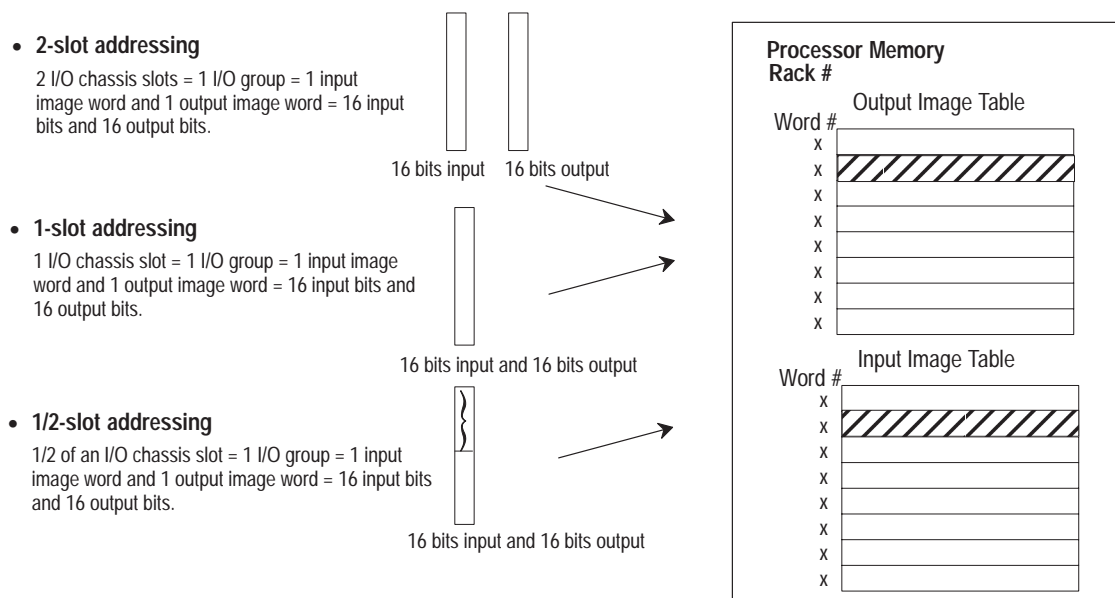 • 2-slot addressing
2 I/O chassis slots = 1 I/O group = 1 input
image word and 1 output image word = 16 input
bits and 16 output bits.
16 bits input
16 bits output
• 1-slot addressing
1 I/O chassis slot = 1 I/O group = 1 input image
word and 1 output image word = 16 input bits and
16 output bits.
16 bits input and 16 bits output
• 1/2-slot addressing
1/2 of an I/O chassis slot = 1 I/O group = 1 input
image word and 1 output image word = 16 input bits
and 16 output bits.
16 bits input and 16 bits output
Processor Memory
Rack #
Output Image Table
Word #
x
x
x
x
x
x
x
x
Input Image Table
Word #
x
x
x
x
x
x
x
x